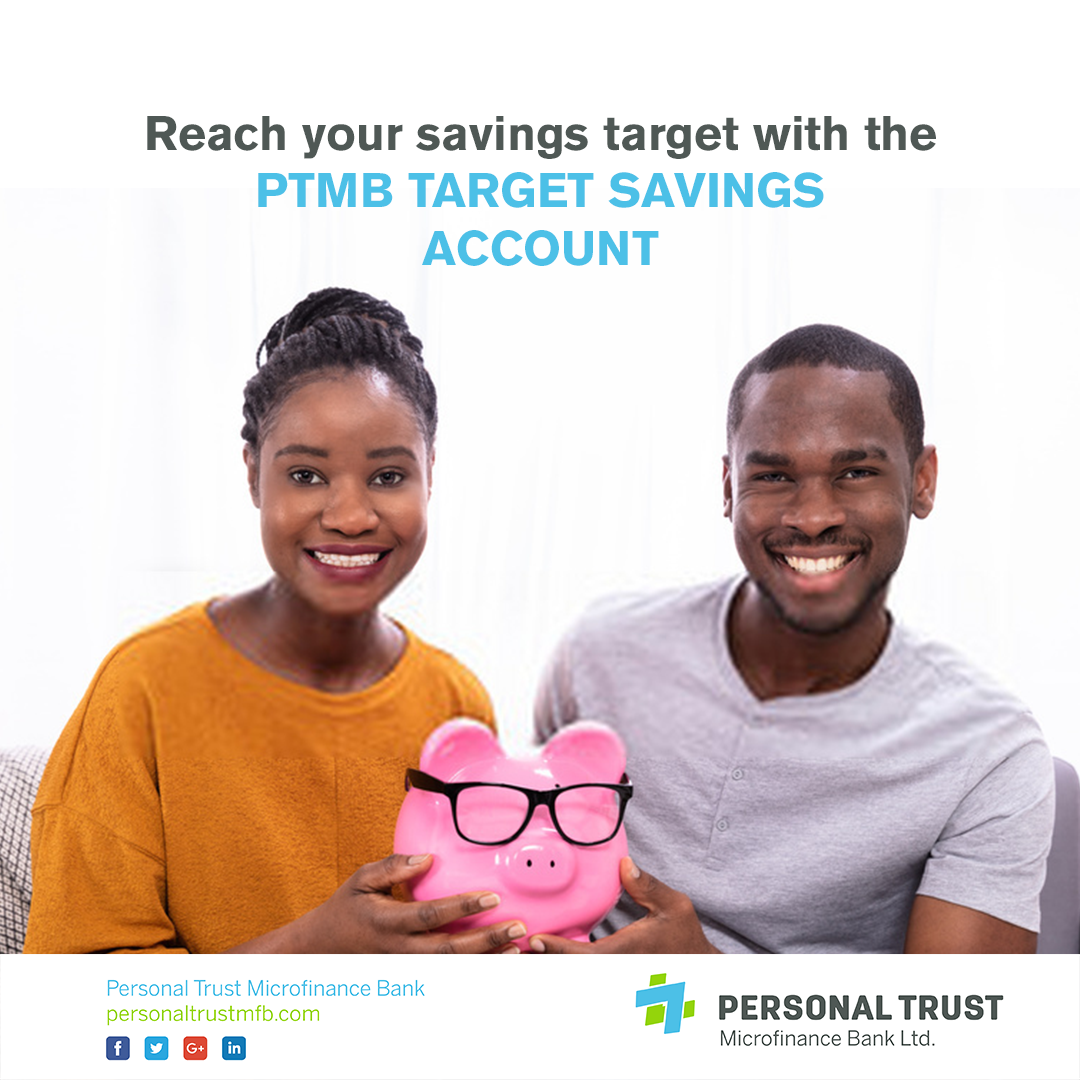 Reach your savings target with the
PTMB TARGET SAVINGS
ACCOUNT
Personal Trust Microfinance Bank
personaltrustmfb.com
f G+ in
PERSONAL TRUST
Microfinance Bank Ltd.